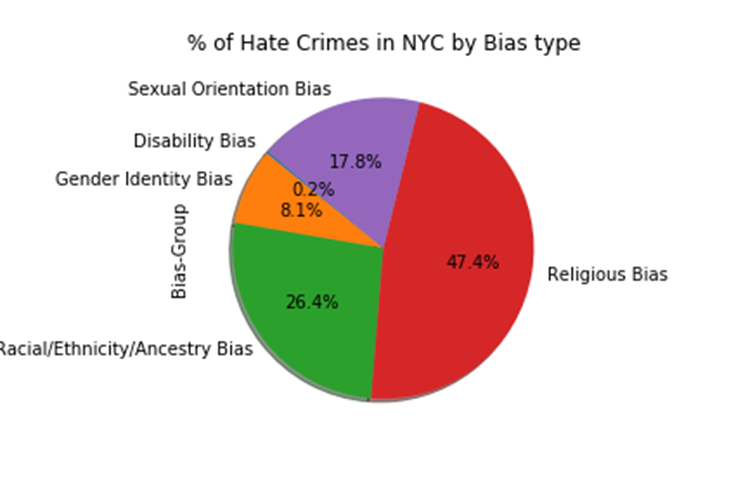 % of Hate Crimes in NYC by Bias type
Sexual Orientation Bias
Disability Bias
17.8%
Gender Identity Bias
0.2%
8.1%
Bias-Group
47.4%
Religious Bias
26.4%
Racial/Ethnicity/Ancestry Bias